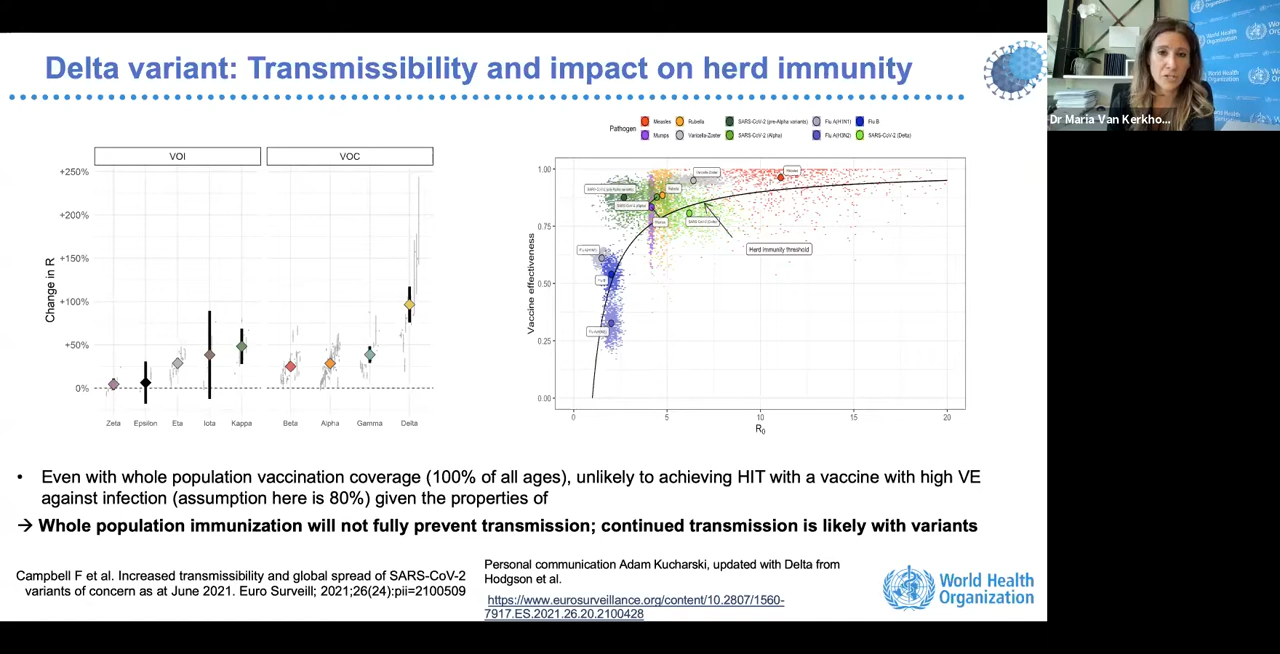 Delta variant: Transmissibility and impact on herd immunity
World Health
Organization
Dr Maria Van Kerkho...
VOI
VOC
+250%
+200%
+150%
+100%
+50%
0%
Change in R
Zeta
Epsilon
Eta
Iota
Kappa
Beta
Alpha
Gamma
Delta
Pathogen
Measles
Rubella
SARS-CoV-2 (pre-Alpha variants)
Flu A(H1N1)
Flu B
Mumps
Varicella-Zoster
SARS-CoV-2 (Alpha)
Flu A(H3N2)
SARS-CoV-2 (Delta)
1.00
0.75
0.50
0.25
0.00
Vaccine effectiveness
Herd immunity threshold
0
5
10
15
20
R0
• Even with whole population vaccination coverage (100% of all ages), unlikely to achieving HIT with a vaccine with high VE
against infection (assumption here is 80%) given the properties of
→ Whole population immunization will not fully prevent transmission; continued transmission is likely with variants
Campbell F et al. Increased transmissibility and global spread of SARS-CoV-2
variants of concern as at June 2021. Euro Surveill; 2021;26(24):pii=2100509
Personal communication Adam Kucharski, updated with Delta from
Hodgson et al.
https://www.eurosurveillance.org/content/10.2807/1560-
7917.ES.2021.26.20.2100428
World Health
Organization